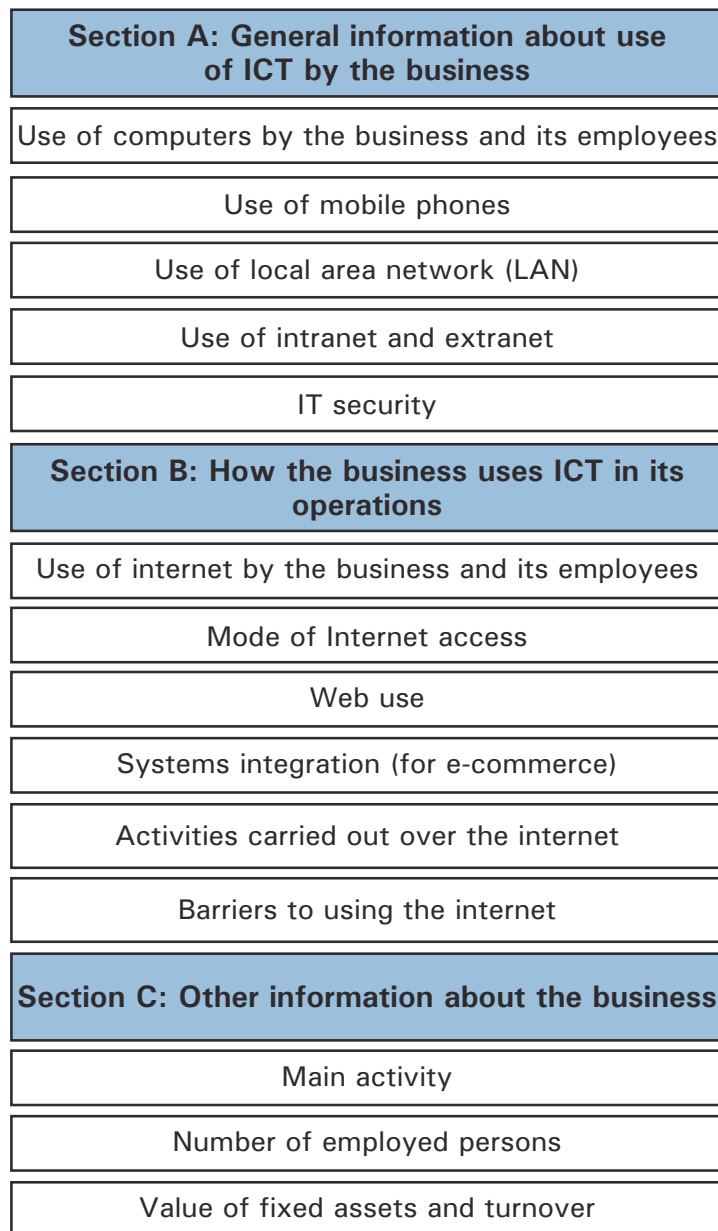 Section A: General information about use
of ICT by the business
Use of computers by the business and its employees
Use of mobile phones
Use of local area network (LAN)
Use of intranet and extranet
IT security
Section B: How the business uses ICT in its
operations
Use of internet by the business and its employees
Mode of Internet access
Web use
Systems integration (for e-commerce)
Activities carried out over the internet
Barriers to using the internet
Section C: Other information about the business
Main activity
Number of employed persons
Value of fixed assets and turnover